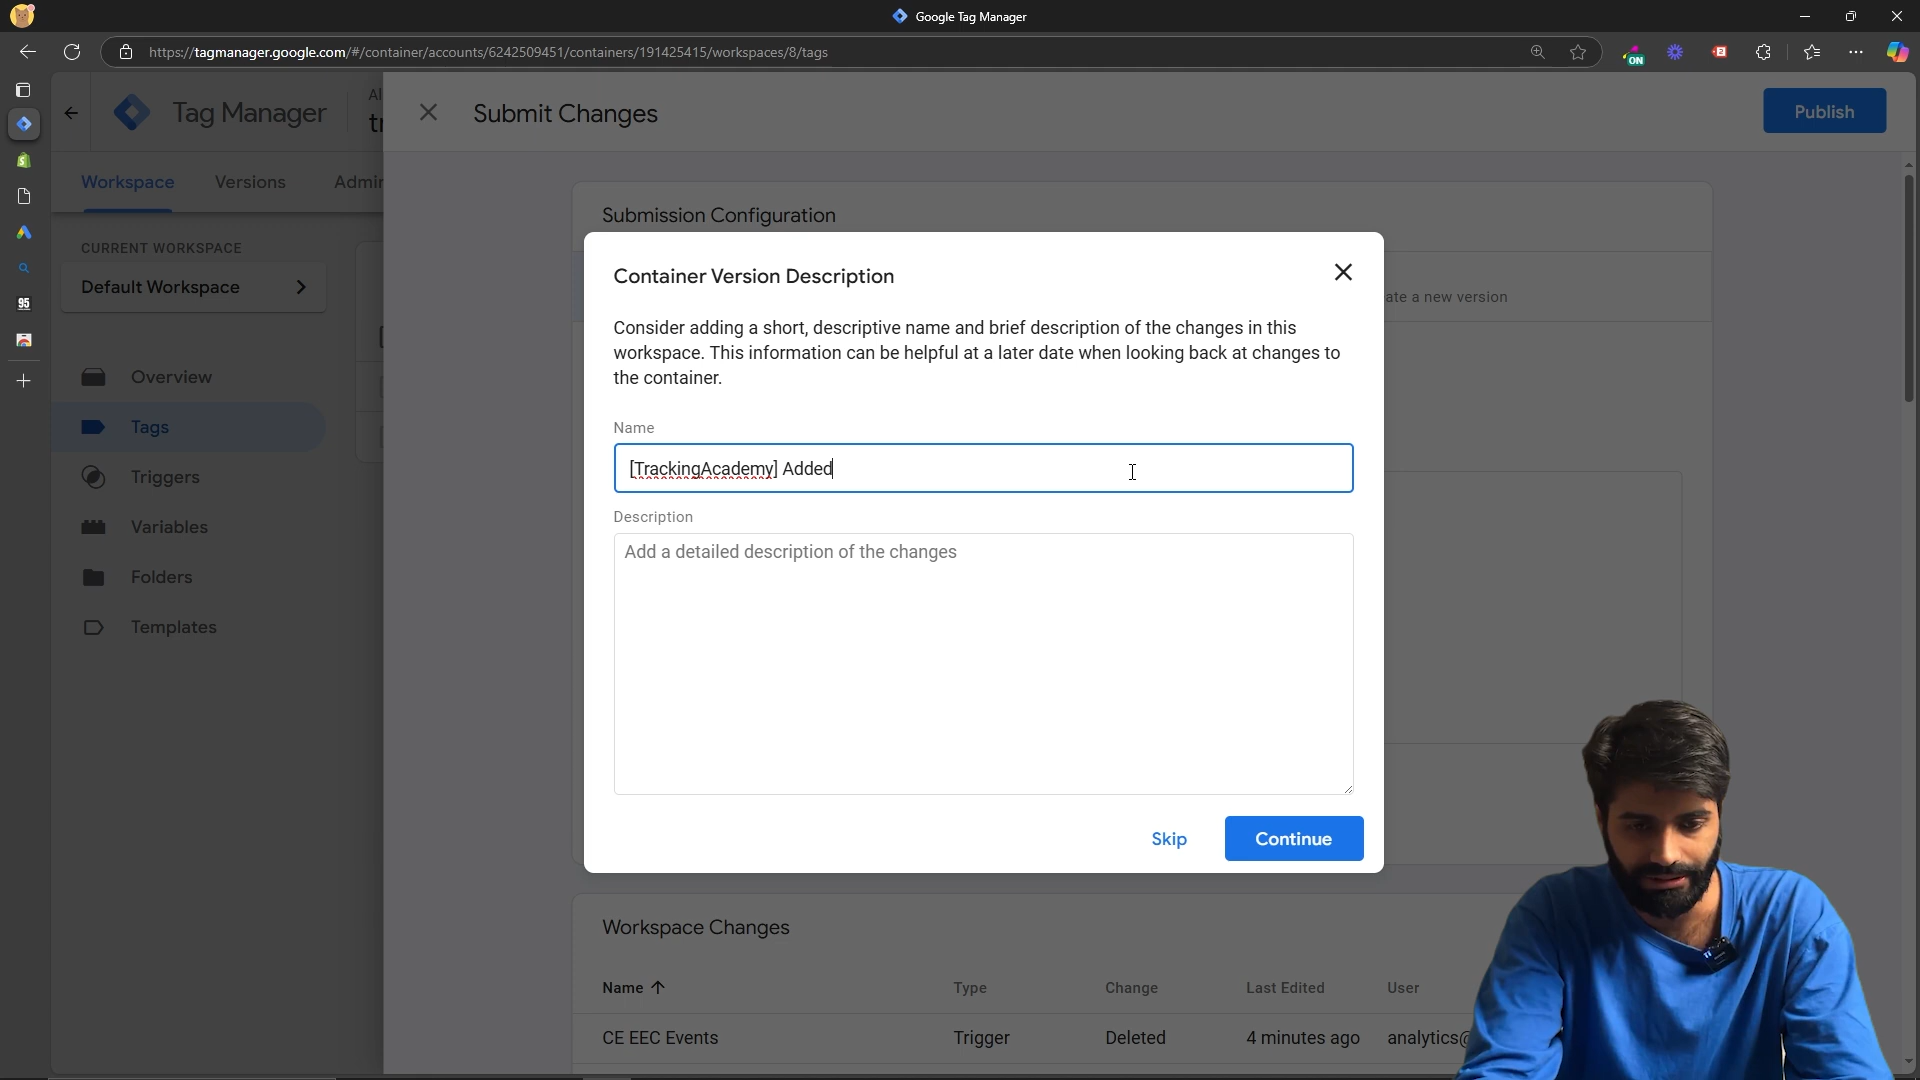 Google Tag Manager
https://tagmanager.google.com/#/container/accounts/6242509451/containers/191425415/workspaces/8/tags
ON
Tag Manager
Submit Changes
Publish
Workspace
Versions
Submission Configuration
CURRENT WORKSPACE
Default Workspace
95
Container Version Description
ate a new version
Consider adding a short, descriptive name and brief description of the changes in this
workspace. This information can be helpful at a later date when looking back at changes to
the container.
Overview
Tags
Triggers
Variables
Folders
Templates
Name
[TrackingAcademy] Added
Description
Add a detailed description of the changes
Skip
Continue
Workspace Changes
Name Type Change Last Edited User
CE EEC Events Trigger Deleted 4 minutes ago analytics@